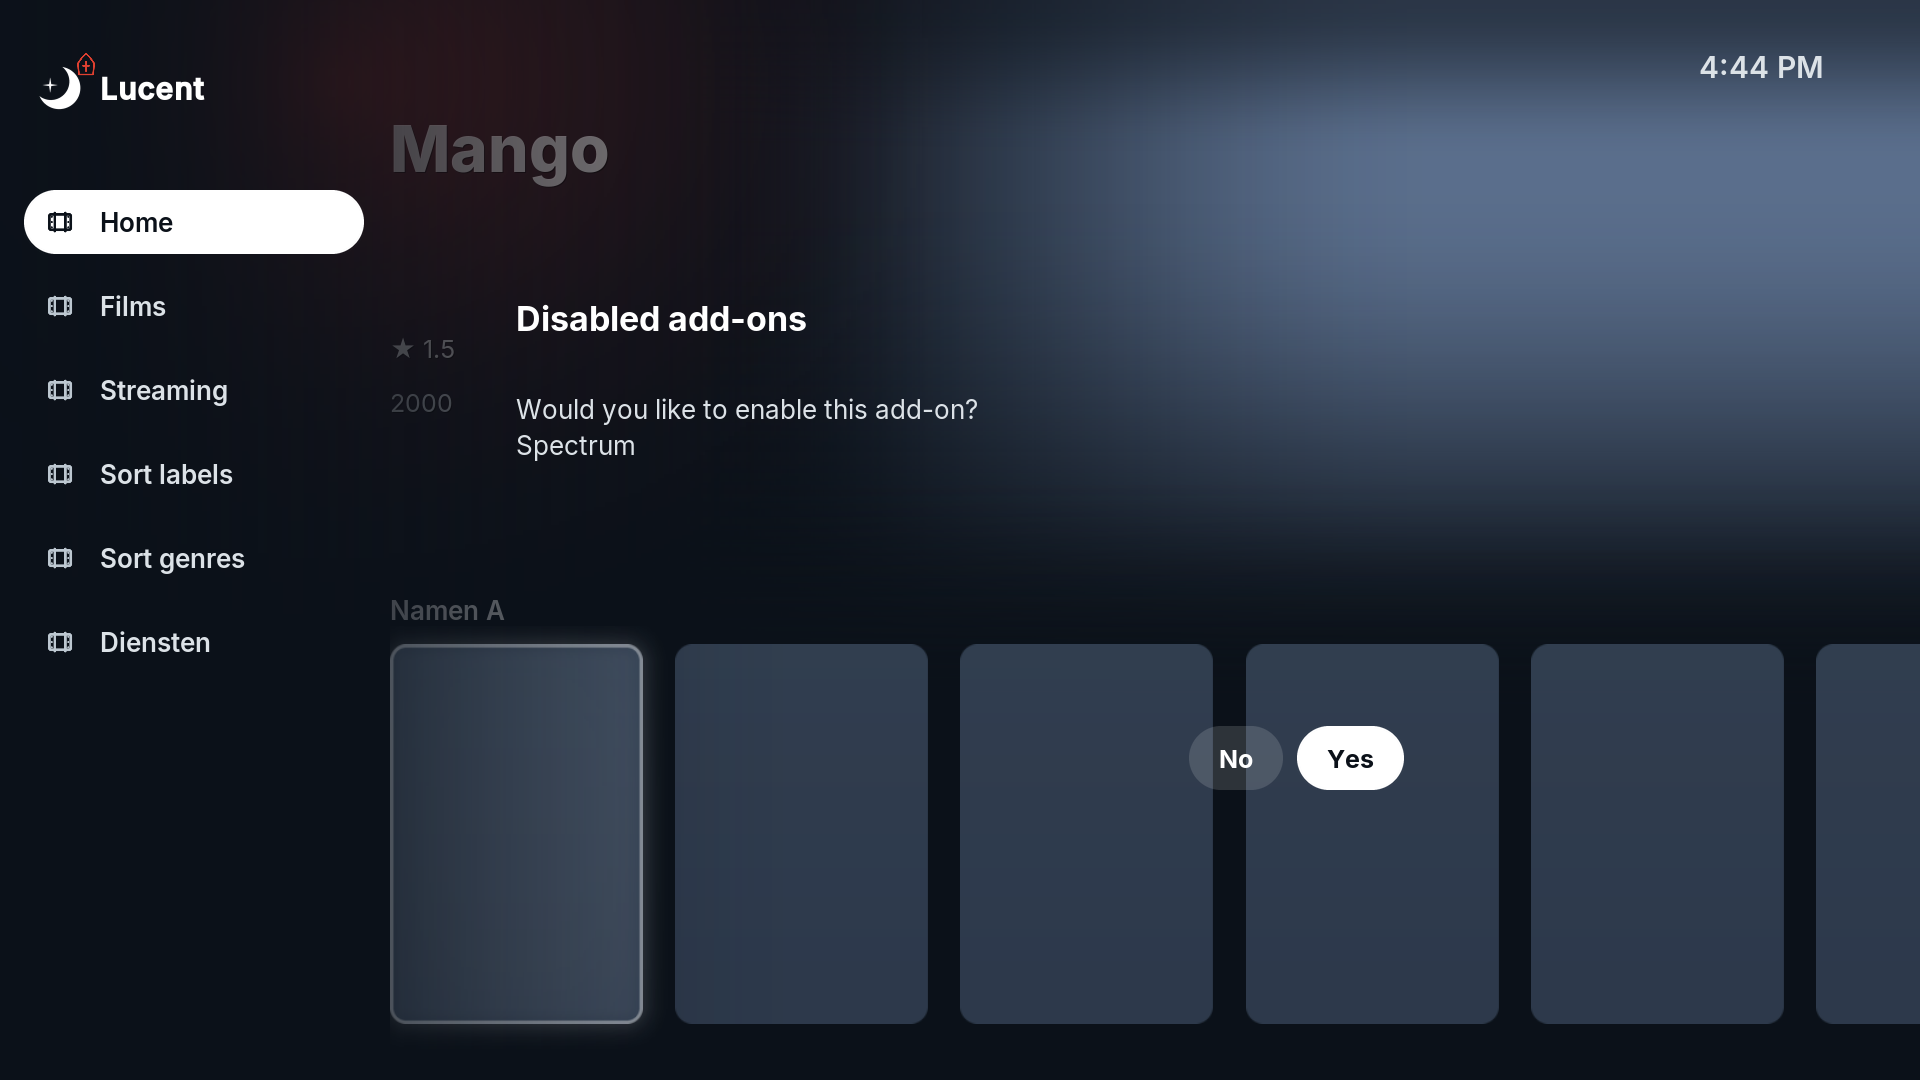 Lucent
4:44 PM
Mango
Home
Films
Streaming
Sort labels
Sort genres
Diensten
Disabled add-ons
★ 1.5
2000
Would you like to enable this add-on?
Spectrum
Namen A
No
Yes